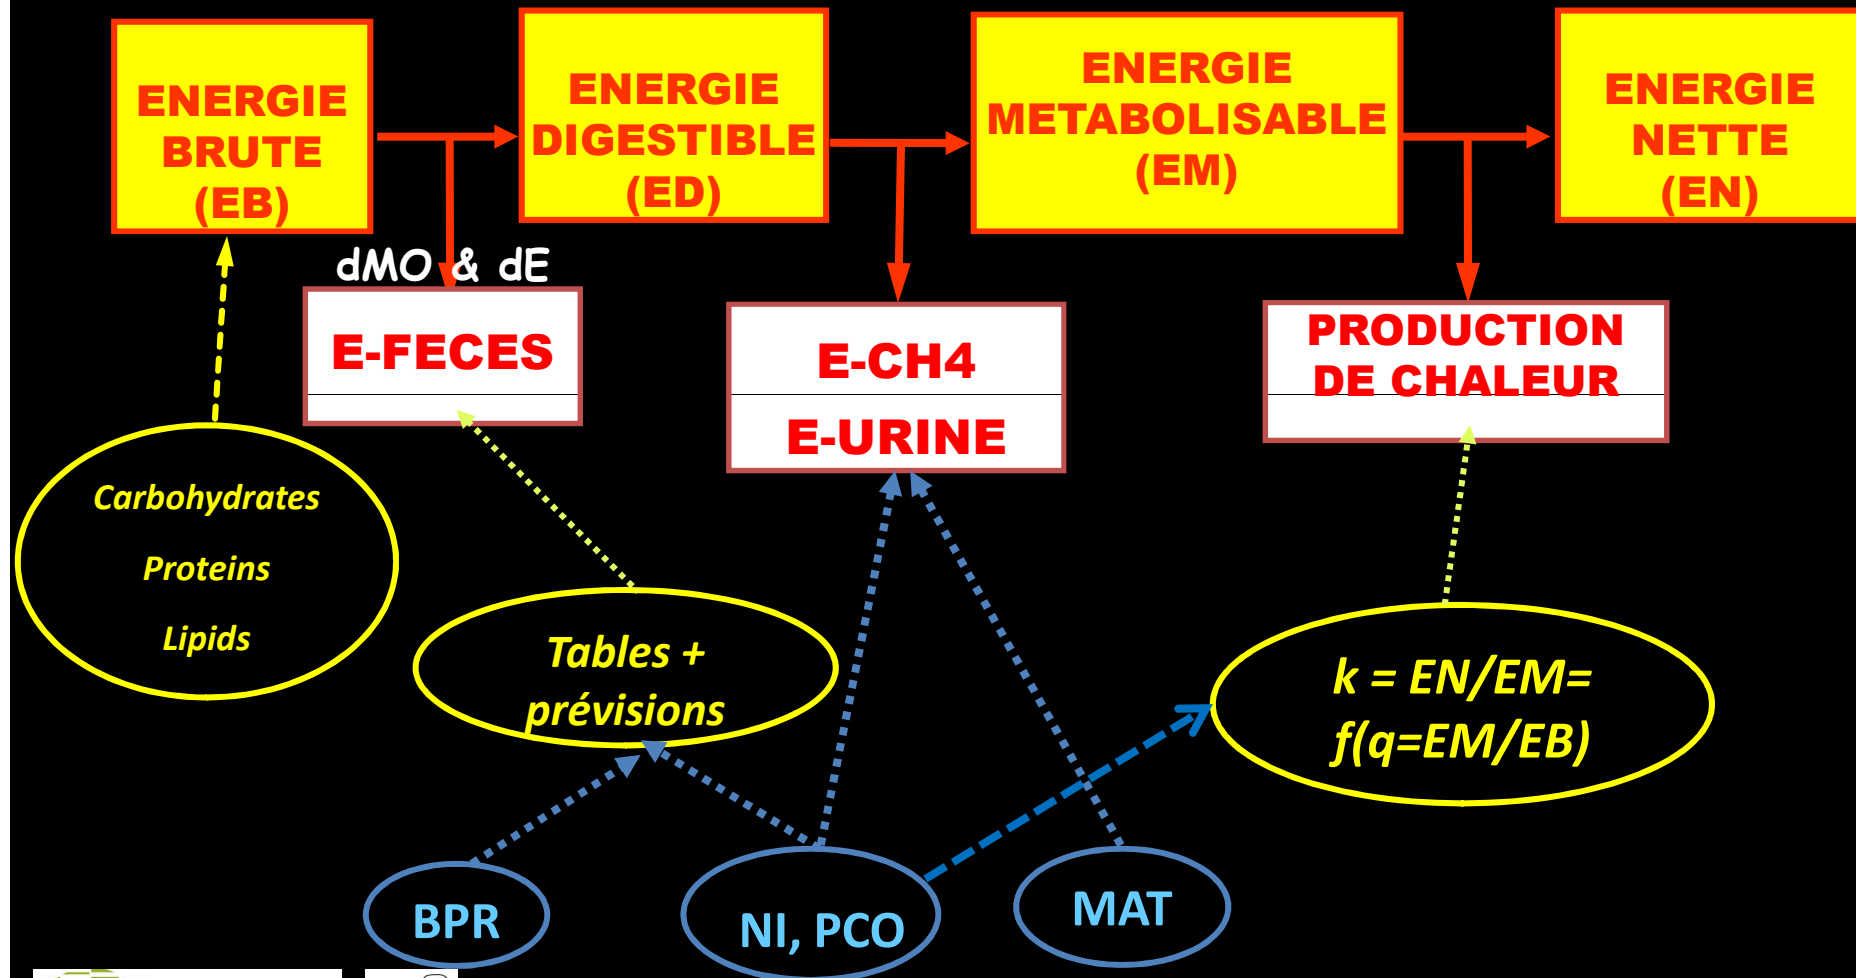 ENERGIE
BRUTE
(EB)
ENERGIE
DIGESTIBLE
(ED)
ENERGIE
METABOLISABLE
(EM)
ENERGIE
NETTE
(EN)
dMO & dE
E-FECES
E-CH4
E-URINE
PRODUCTION
DE CHALEUR
Carbohydrates
Proteins
Lipids
Tables +
prévisions
k = EN/EM=
f(q=EM/EB)
BPR
NI, PCO
MAT